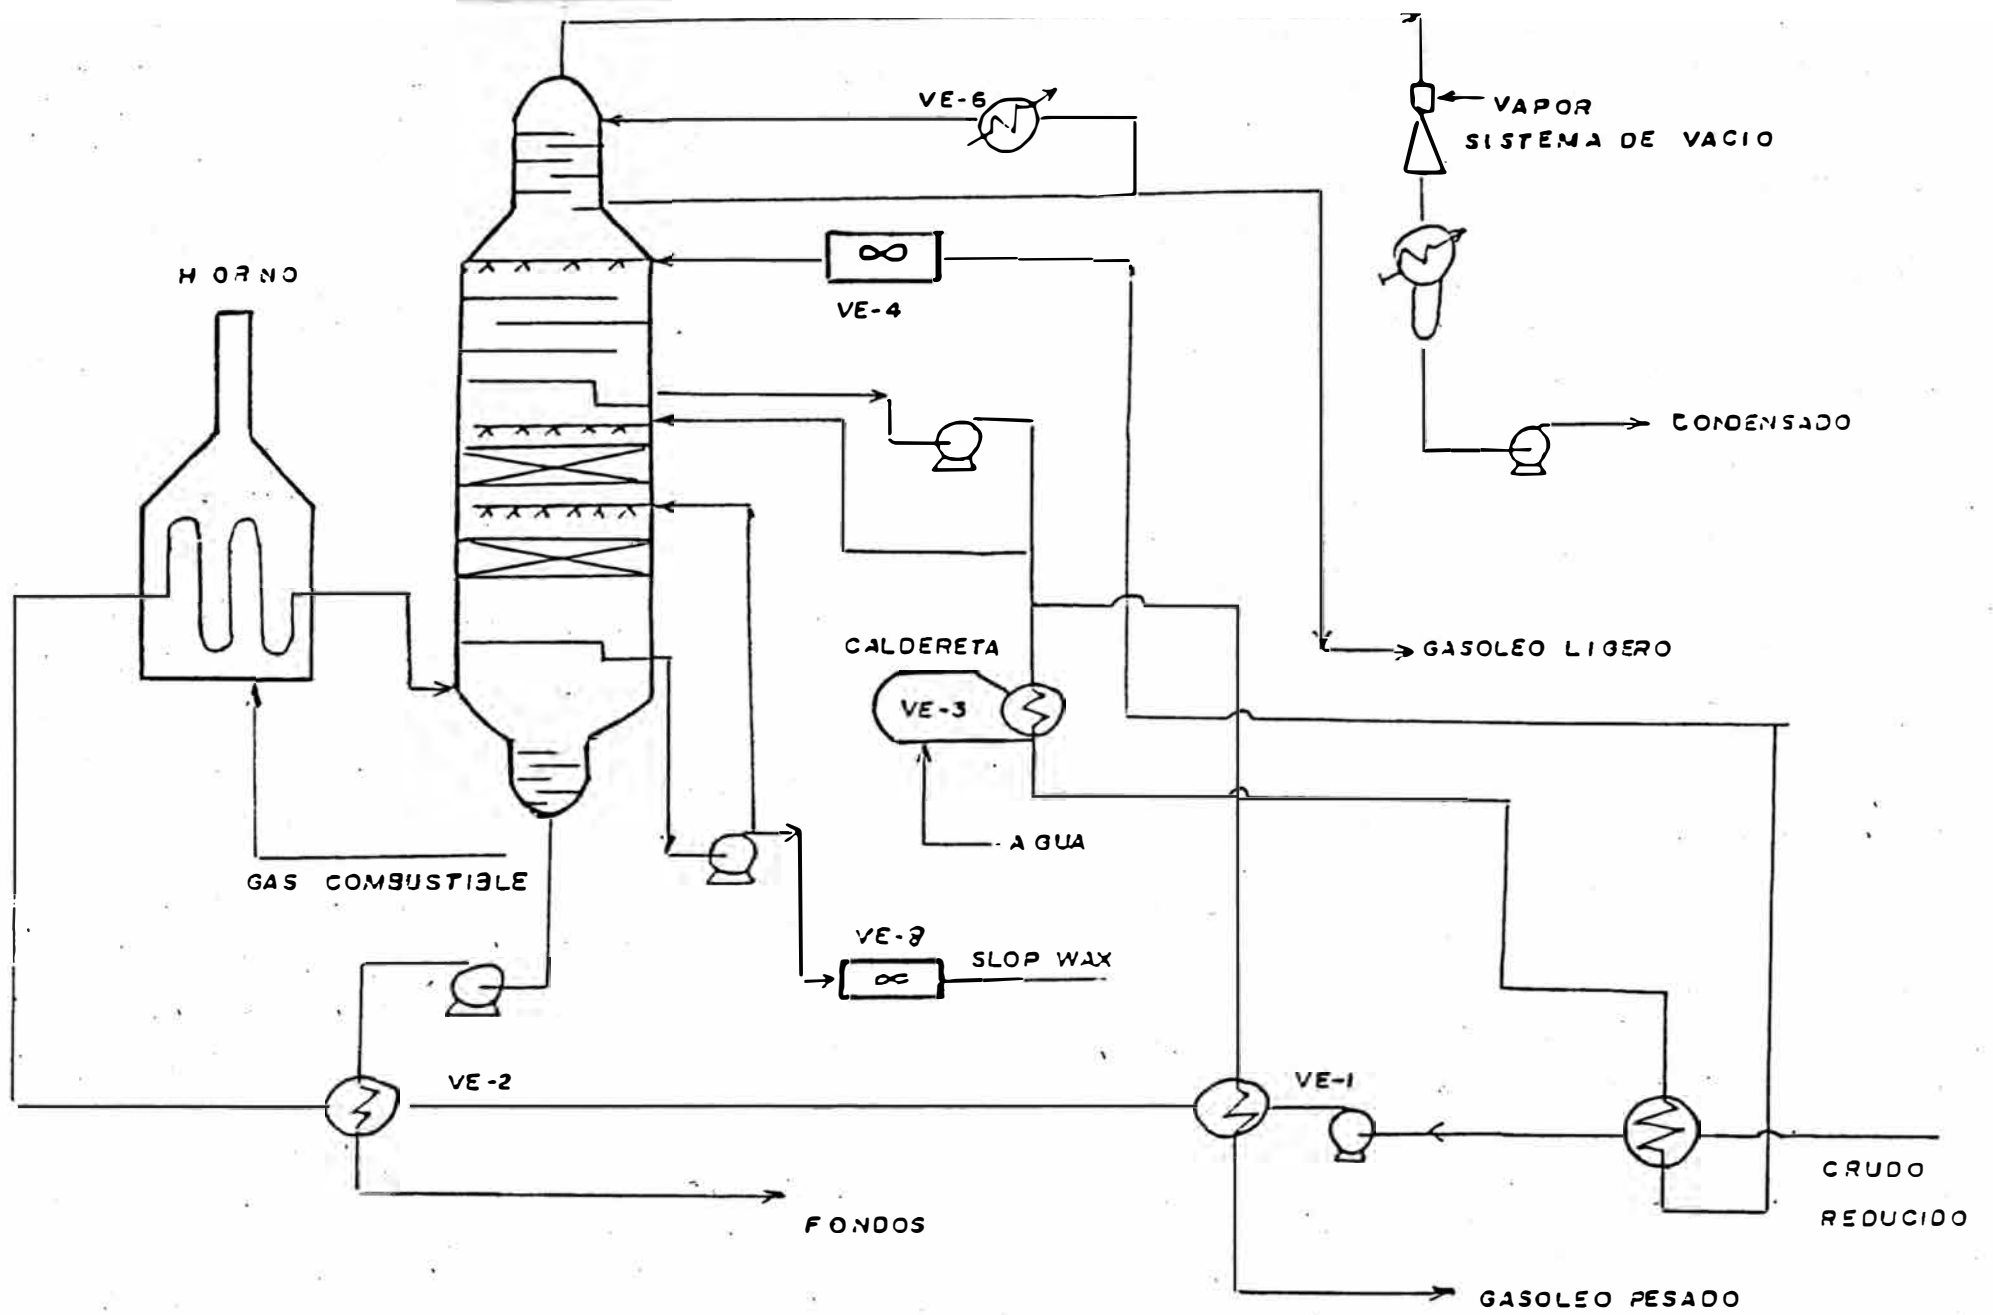 VE-6
VAPOR
SISTEMA DE VACIO
HORNO
VE-4
CONDENSADO
CALDERETA
GASOLEO LIGERO
VE-3
AGUA
GAS COMBUSTIBLE
VE-8
SLOP WAX
VE-2
VE-1
CRUDO
REDUCIDO
FONDOS
GASOLEO PESADO